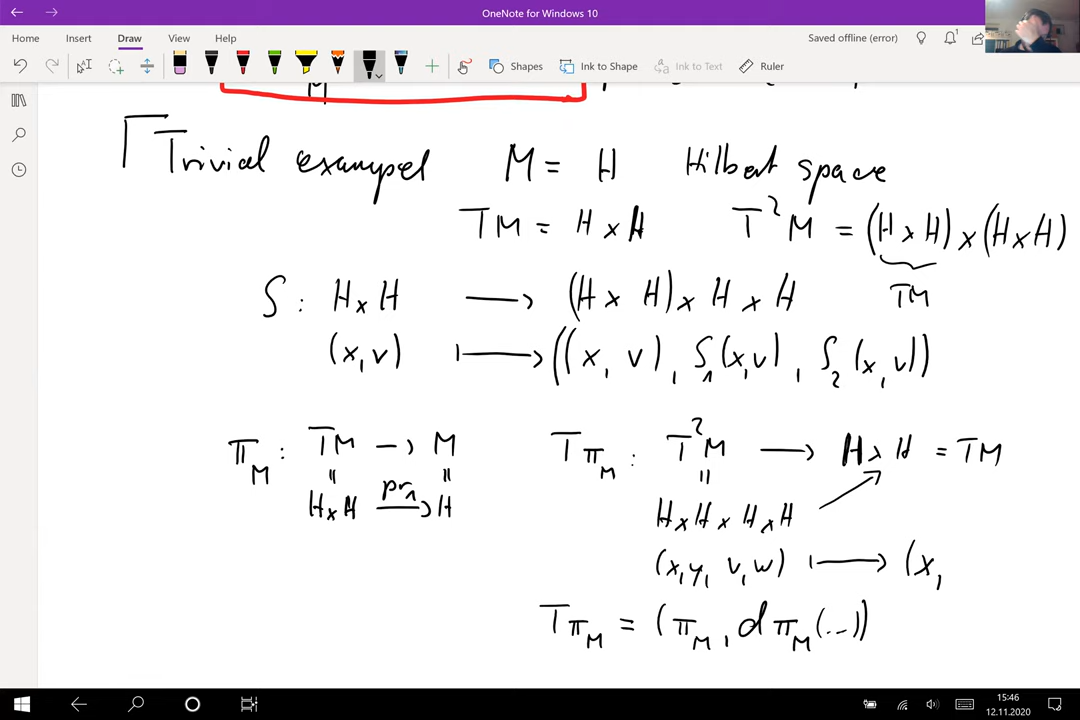 OneNote for Windows 10
Home Insert Draw View Help Saved offline (error)
Shapes Ink to Shape Ink to Text Ruler
M
Trivial exampel M = H Hilbert space
TM = H × H T²M = (H × H) × (H × H)
TM
S : H × H → (H × H) × H × H
(x, v) ↦ ((x, v), S₁(x,v), S₂(x,v))
π_M : TM → M Tπ_M : T²M → H × H = TM
H × H pr₁ → H
H × H × H × H
(x, y, v, w) ↦ (x,
Tπ_M = (π_M, dπ_M(...))
15:46
12.11.2020